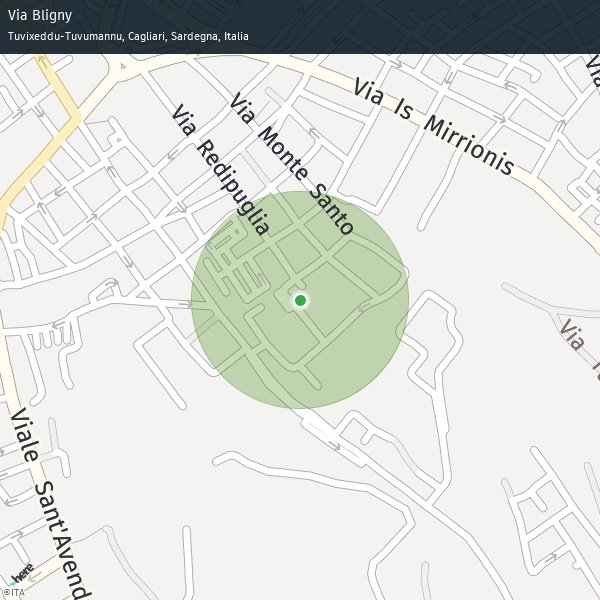 Via Bligny
Tuvixeddu-Tuvumannu, Cagliari, Sardegna, Italia
Via Is Mirrionis
Via
Via Monte Santo
Via Redipuglia
Via
Viale Sant'Avend
here
©ITA